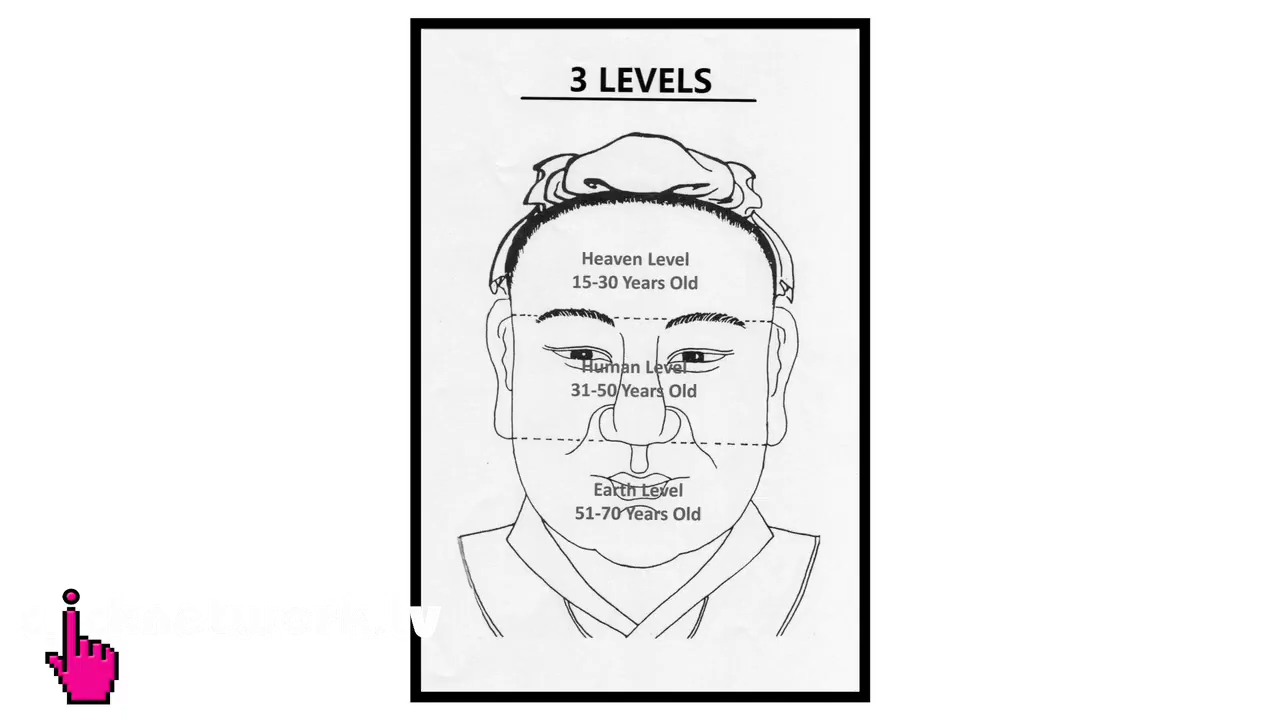 3 LEVELS
Heaven Level
15-30 Years Old
Human Level
31-50 Years Old
Earth Level
51-70 Years Old